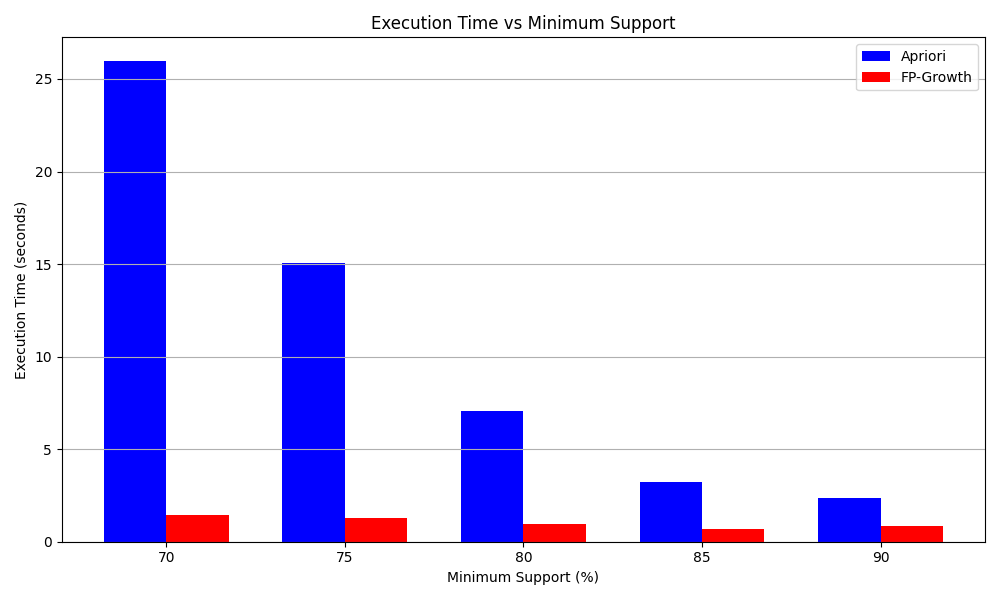 Execution Time vs Minimum Support
Apriori
FP-Growth
Execution Time (seconds)
25
20
15
10
5
0
70
75
80
85
90
Minimum Support (%)